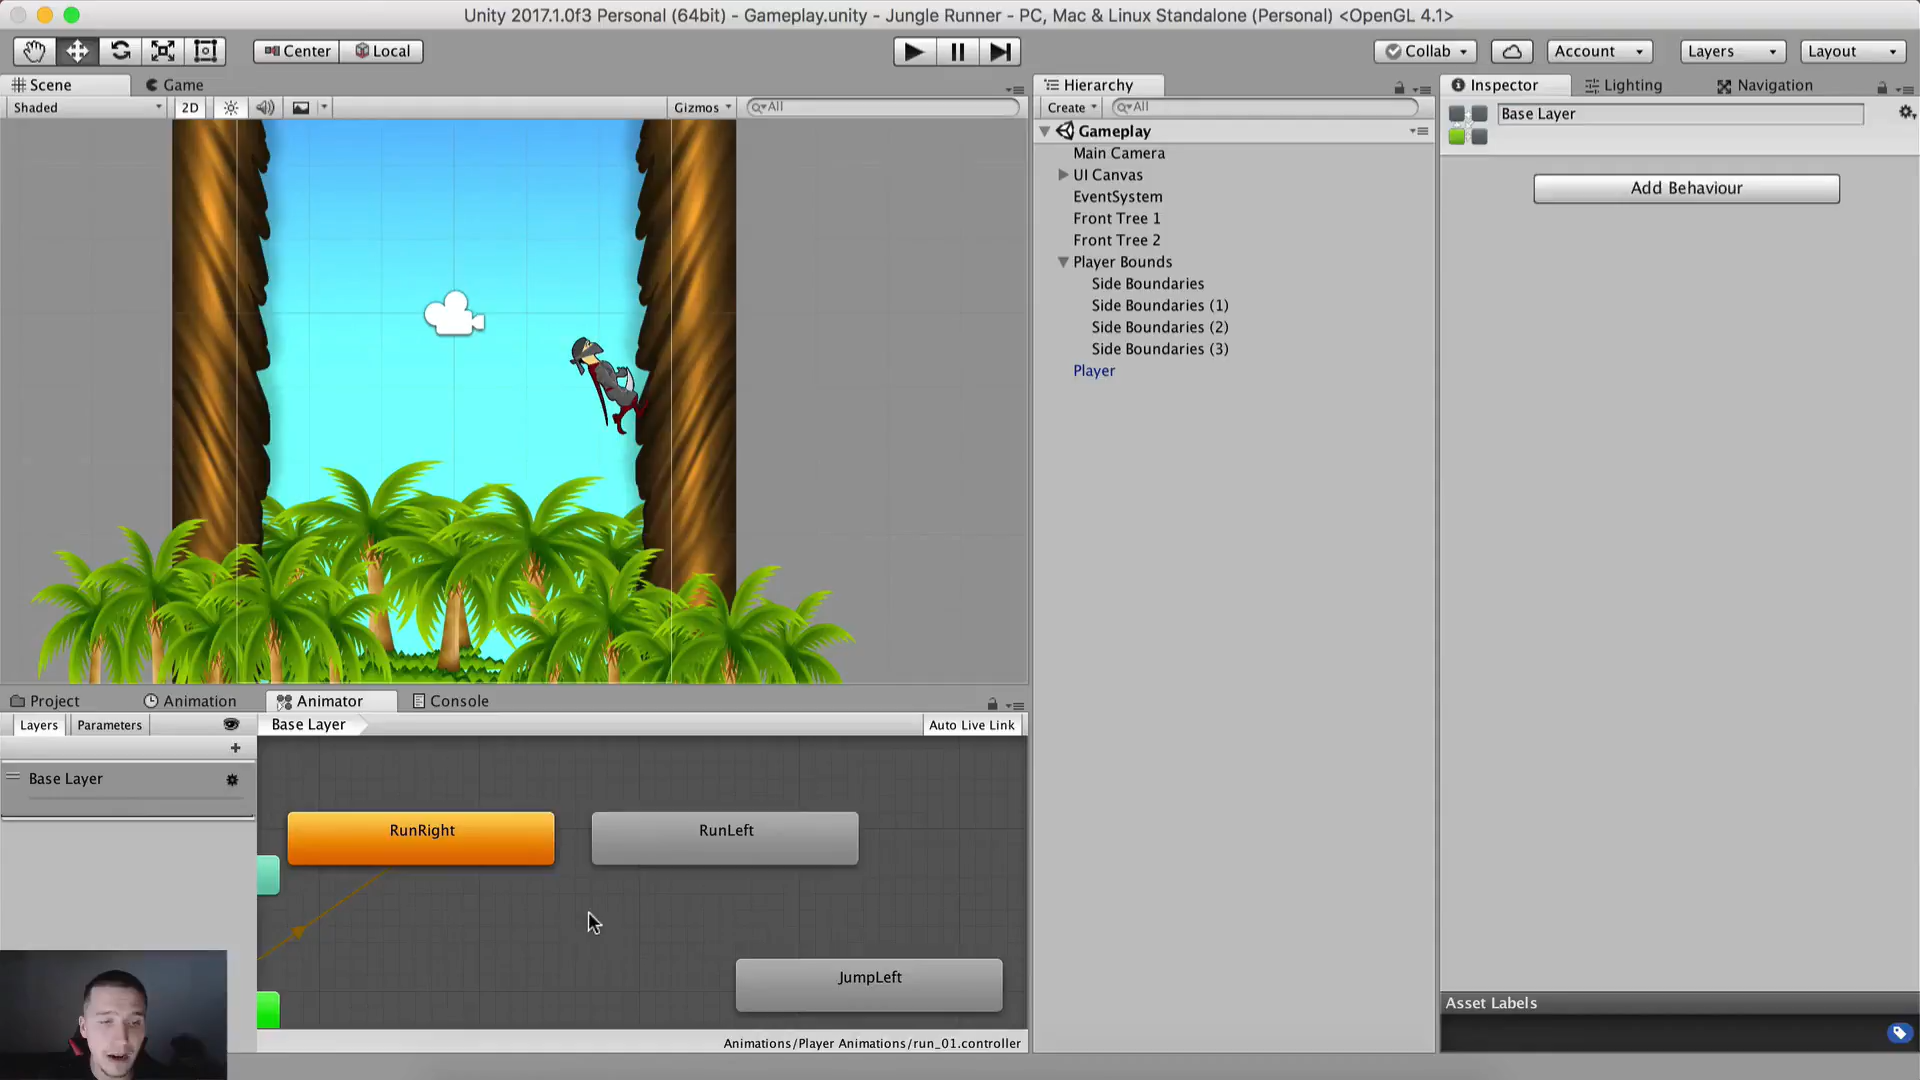 Unity 2017.1.0f3 Personal (64bit) - Gameplay.unity - Jungle Runner - PC, Mac & Linux Standalone (Personal) <OpenGL 4.1>
Center
Local
Collab
Account
Layers
Layout
Scene
Game
Shaded
2D
Gizmos
All
Hierarchy
Create
All
Gameplay
Main Camera
UI Canvas
EventSystem
Front Tree 1
Front Tree 2
Player Bounds
Side Boundaries
Side Boundaries (1)
Side Boundaries (2)
Side Boundaries (3)
Player
Inspector
Lighting
Navigation
Base Layer
Add Behaviour
Project
Animation
Animator
Console
Layers
Parameters
Base Layer
Auto Live Link
Base Layer
RunRight
RunLeft
JumpLeft
Animations/Player Animations/run_01.controller
Asset Labels